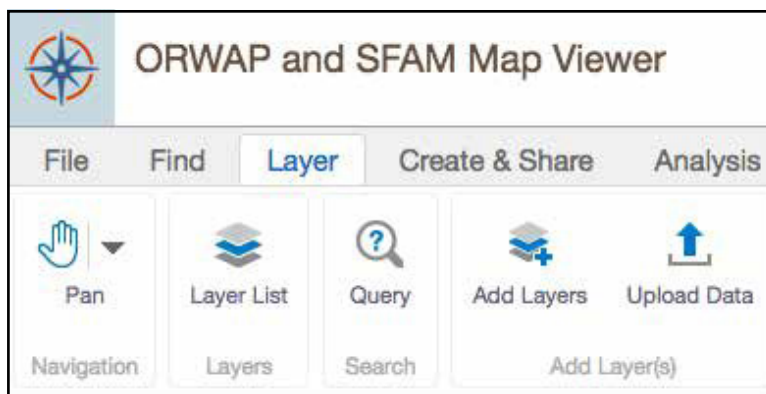 ORWAP and SFAM Map Viewer
File Find Layer Create & Share Analysis
Pan Layer List Query Add Layers Upload Data
Navigation Layers Search Add Layer(s)